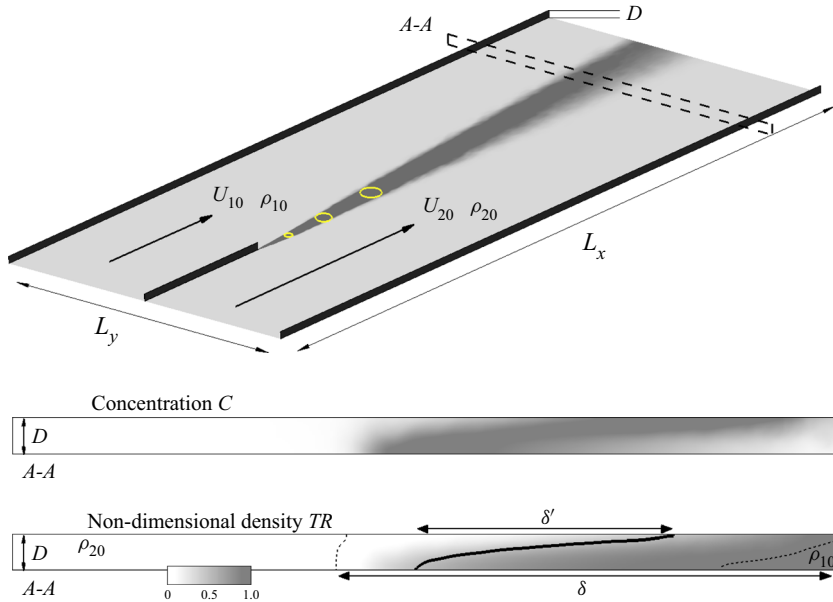 D
A-A
U10 ρ10
U20 ρ20
Lx
Ly
Concentration C
D
A-A
Non-dimensional density TR
δ′
D
ρ20
ρ10
A-A
0 0.5 1.0
δ